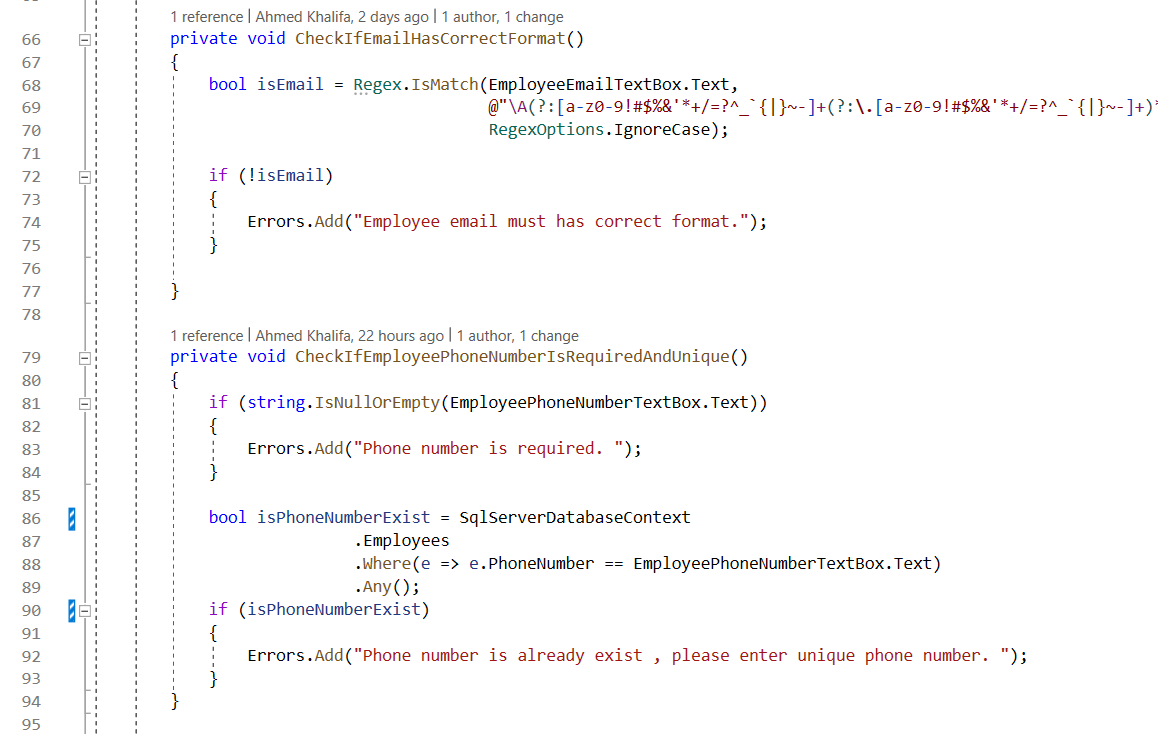 1 reference | Ahmed Khalifa, 2 days ago | 1 author, 1 change
66 private void CheckIfEmailHasCorrectFormat()
67 {
68 bool isEmail = Regex.IsMatch(EmployeeEmailTextBox.Text,
69 @"\A(?:[a-z0-9!#$%&'*+/=?^_`{|}~-]+(?:\.[a-z0-9!#$%&'*+/=?^_`{|}~-]+)*
70 RegexOptions.IgnoreCase);
71
72 if (!isEmail)
73 {
74 Errors.Add("Employee email must has correct format.");
75 }
76
77 }
78
1 reference | Ahmed Khalifa, 22 hours ago | 1 author, 1 change
79 private void CheckIfEmployeePhoneNumberIsRequiredAndUnique()
80 {
81 if (string.IsNullOrEmpty(EmployeePhoneNumberTextBox.Text))
82 {
83 Errors.Add("Phone number is required. ");
84 }
85
86 bool isPhoneNumberExist = SqlServerDatabaseContext
87 .Employees
88 .Where(e => e.PhoneNumber == EmployeePhoneNumberTextBox.Text)
89 .Any();
90 if (isPhoneNumberExist)
91 {
92 Errors.Add("Phone number is already exist , please enter unique phone number. ");
93 }
94 }
95